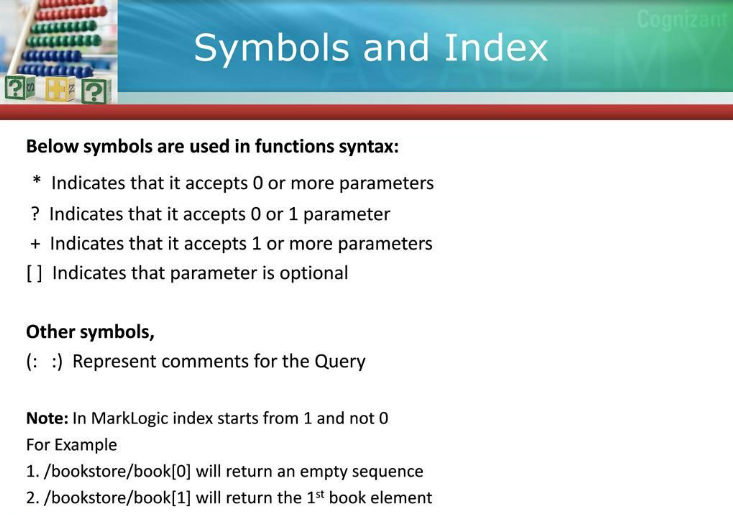 Cognizant
Symbols and Index
ACADEMY
? + ?
Below symbols are used in functions syntax:
* Indicates that it accepts 0 or more parameters
? Indicates that it accepts 0 or 1 parameter
+ Indicates that it accepts 1 or more parameters
[ ] Indicates that parameter is optional
Other symbols,
(: :) Represent comments for the Query
Note: In MarkLogic index starts from 1 and not 0
For Example
1. /bookstore/book[0] will return an empty sequence
2. /bookstore/book[1] will return the 1st book element